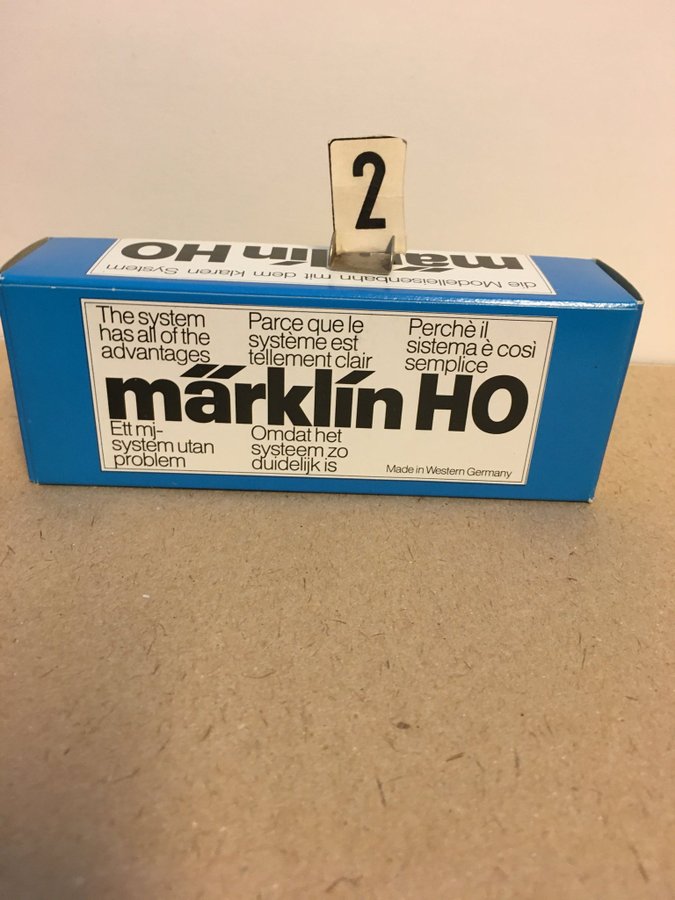 2
märklin HO
die Modelleisenbahn mit dem klaren System
The system
has all of the
advantages
Parce que le
système est
tellement clair
Perchè il
sistema è così
semplice
märklin HO
Ett mj-
system utan
problem
Omdat het
systeem zo
duidelijk is
Made in Western Germany